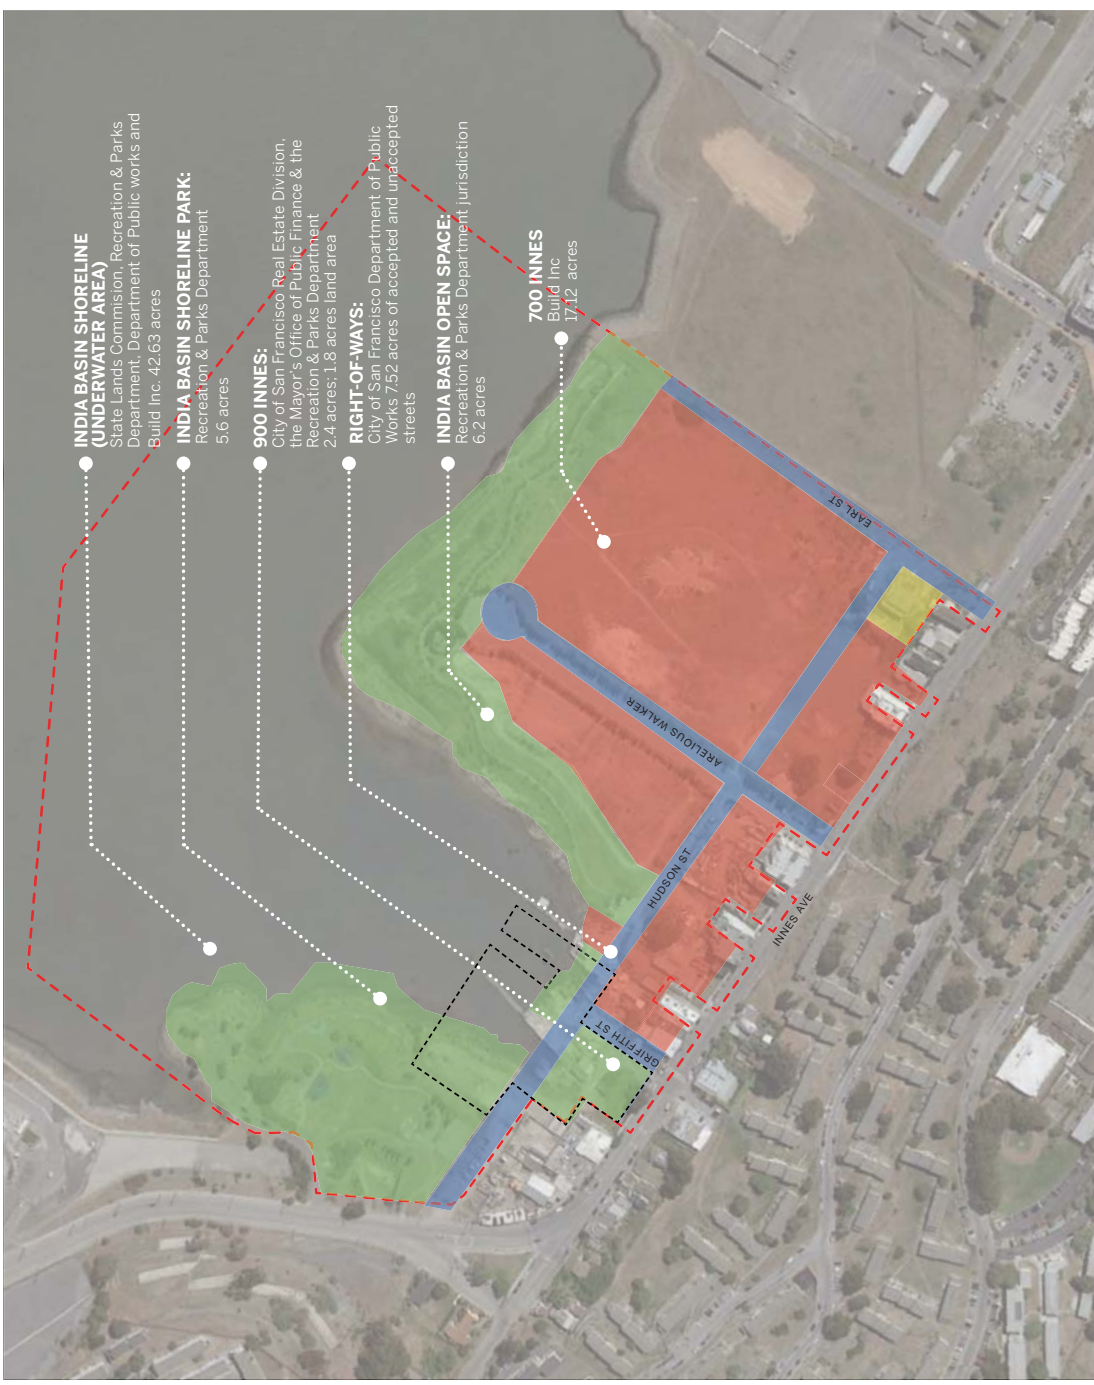 INDIA BASIN SHORELINE
(UNDERWATER AREA)
State Lands Commision, Recreation & Parks
Department, Department of Public works and
Build Inc. 42.63 acres
INDIA BASIN SHORELINE PARK:
Recreation & Parks Department
5.6 acres
900 INNES:
City of San Francisco Real Estate Division,
the Mayor's Office of Public Finance & the
Recreation & Parks Department
2.4 acres; 1.8 acres land area
RIGHT-OF-WAYS:
City of San Francisco Department of Public
Works 7.52 acres of accepted and unaccepted
streets
INDIA BASIN OPEN SPACE:
Recreation & Parks Department jurisdiction
6.2 acres
700 INNES
Build Inc
17.12 acres
EARL ST
ARELIOUS WALKER
HUDSON ST
INNES AVE
GRIFFITH ST